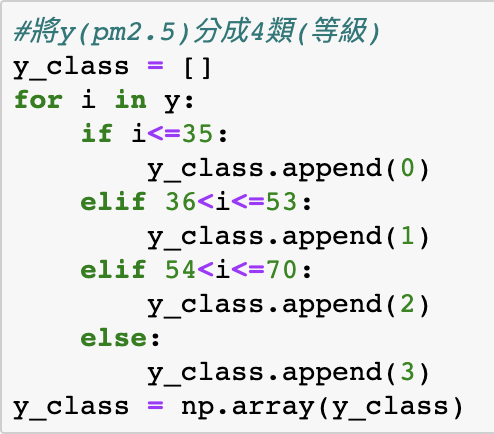 #將y(pm2.5)分成4類(等級)
y_class = []
for i in y:
    if i<=35:
        y_class.append(0)
    elif 36<i<=53:
        y_class.append(1)
    elif 54<i<=70:
        y_class.append(2)
    else:
        y_class.append(3)
y_class = np.array(y_class)